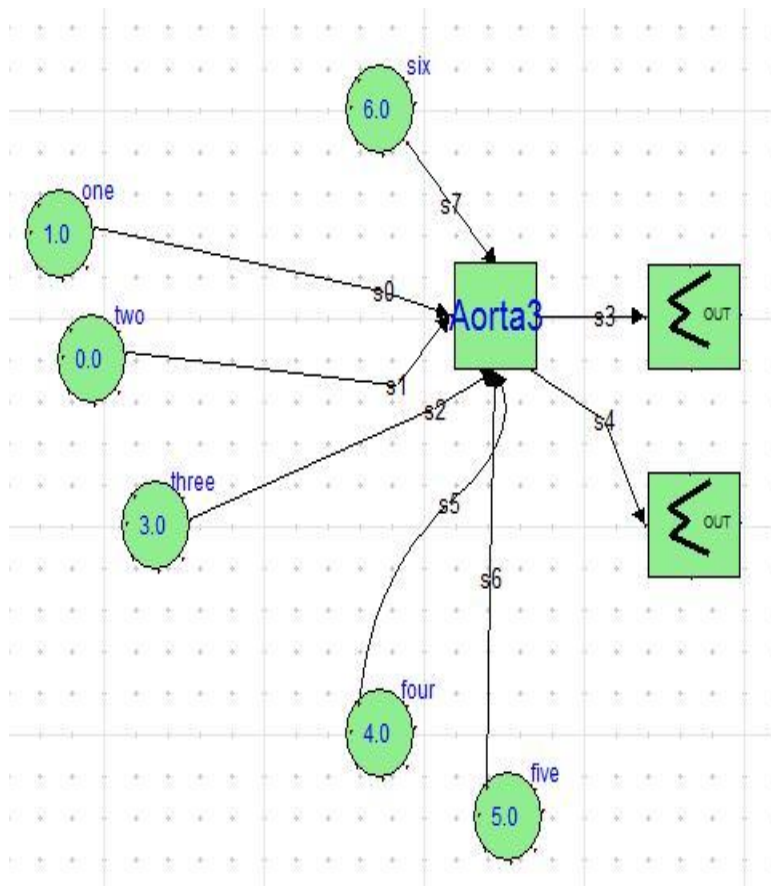 six
6.0
s7
one
1.0
s0
two
0.0
s1
Aorta3
s3
OUT
s2
s4
three
3.0
s5
OUT
s6
four
4.0
five
5.0